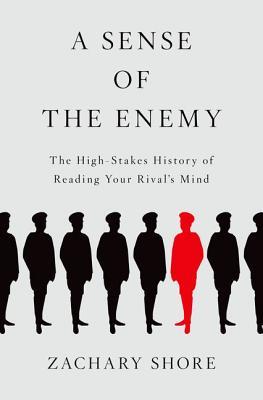 A SENSE
OF
THE ENEMY
The High-Stakes History of
Reading Your Rival's Mind
ZACHARY SHORE